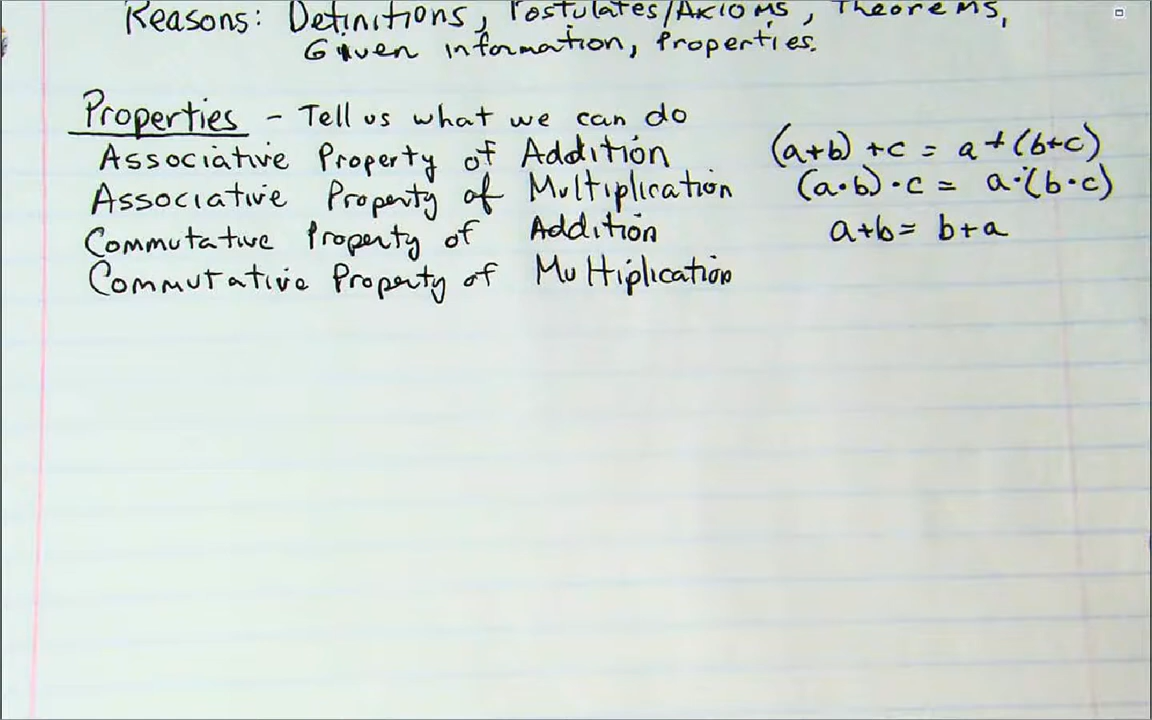 Reasons: Definitions, Postulates/Axioms, Theorems,
Given information, Properties.
Properties - Tell us what we can do
Associative Property of Addition (a+b)+c = a+(b+c)
Associative Property of Multiplication (a·b)·c = a·(b·c)
Commutative Property of Addition a+b = b+a
Commutative Property of Multiplication